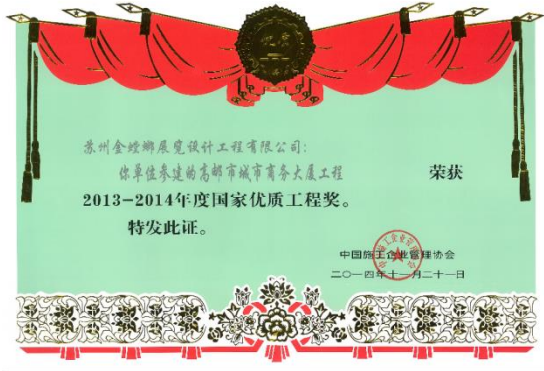 苏州金螳螂展览设计工程有限公司：
你单位参建的高邮市城市商务大厦工程 荣获
2013-2014年度国家优质工程奖。
特发此证。
中国施工企业管理协会
二〇一四年十一月二十一日